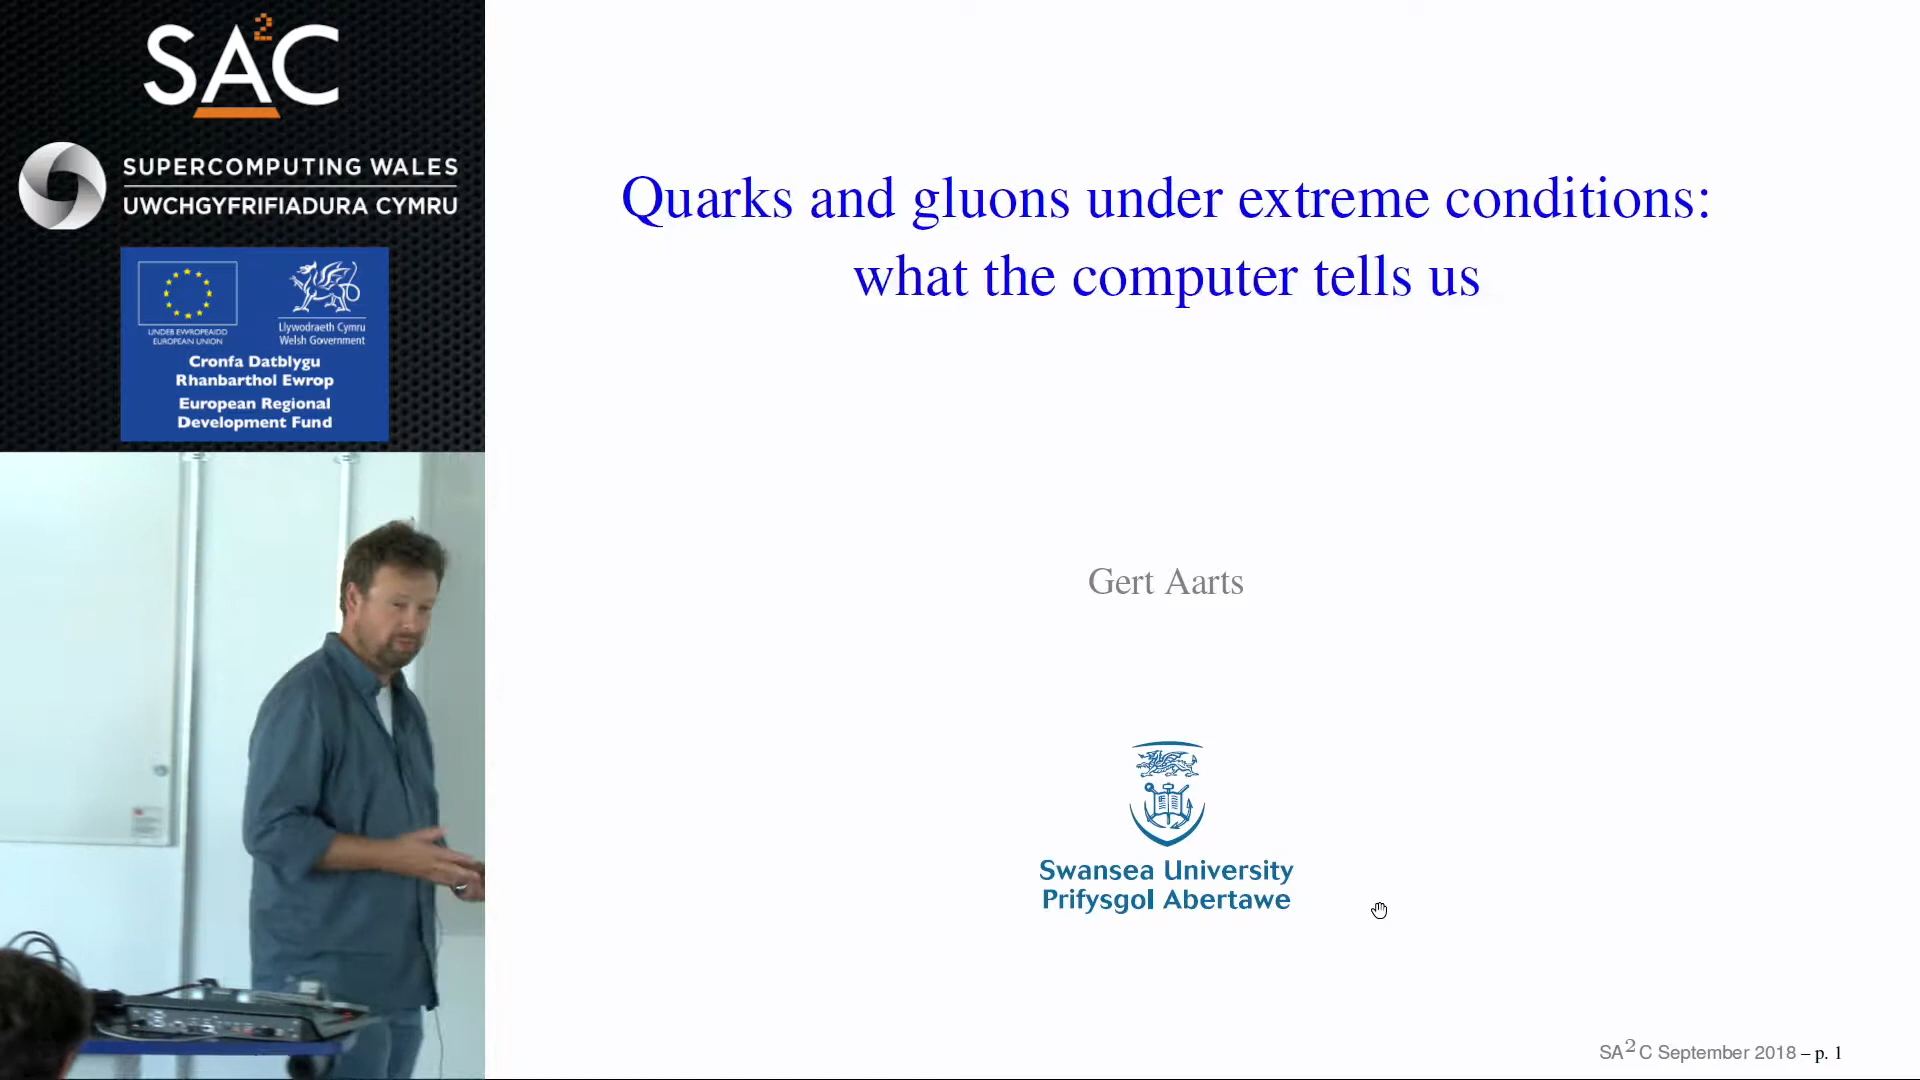 SA²C
SUPERCOMPUTING WALES
UWCHGYFRIFIADURA CYMRU
UNDEB EWROPEAIDD
EUROPEAN UNION
Llywodraeth Cymru
Welsh Government
Cronfa Datblygu
Rhanbarthol Ewrop
European Regional
Development Fund
Quarks and gluons under extreme conditions:
what the computer tells us
Gert Aarts
Swansea University
Prifysgol Abertawe
SA²C September 2018 – p. 1